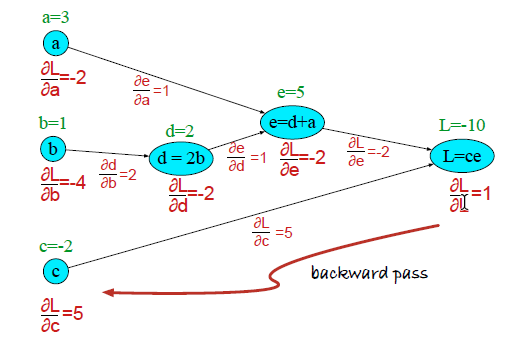 a=3
a
∂L/∂a=-2
∂e/∂a=1
b=1
b
∂L/∂b=-4
∂d/∂b=2
d=2
d = 2b
∂L/∂d=-2
∂e/∂d=1
e=5
e=d+a
∂L/∂e=-2
∂L/∂e=-2
L=-10
L=ce
∂L/∂L=1
c=-2
c
∂L/∂c=5
∂L/∂c=5
backward pass